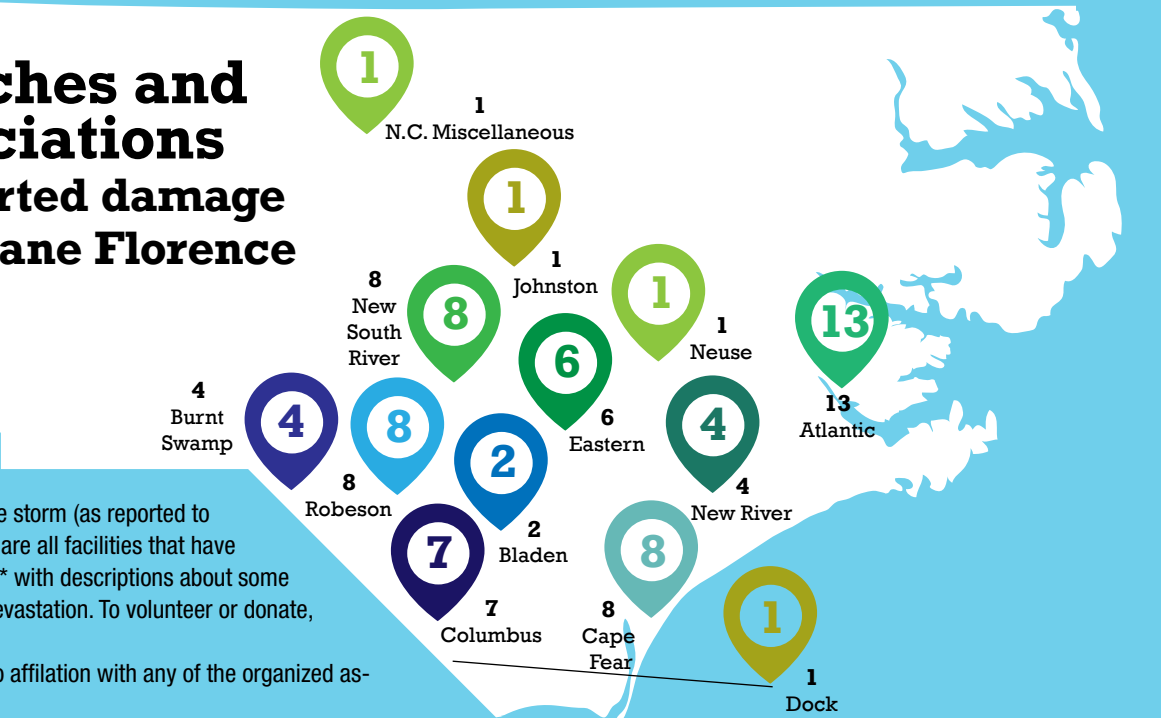 ches and
ciations
rted damage
ane Florence
1
1
N.C. Miscellaneous
1
1
Johnston
8
New
South
River
8
1
1
Neuse
13
13
Atlantic
6
6
Eastern
4
Burnt
Swamp
4
8
8
Robeson
2
2
Bladen
4
4
New River
7
7
Columbus
8
8
Cape
Fear
1
1
Dock
e storm (as reported to
are all facilities that have
* with descriptions about some
evastation. To volunteer or donate,
o affilation with any of the organized as-